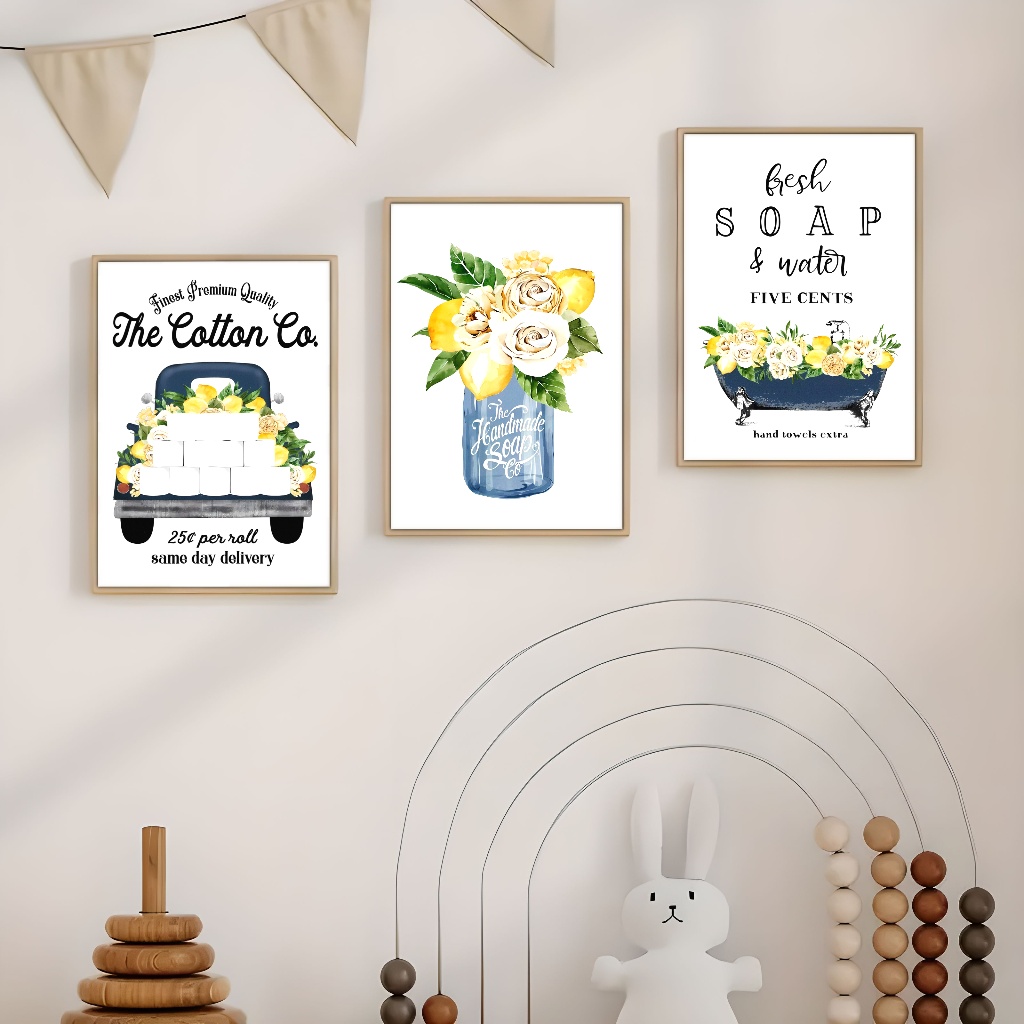 Finest Premium Quality
The Cotton Co.
25¢ per roll
same day delivery
The
Handmade
Soap
Co
fresh
SOAP
& water
FIVE CENTS
hand towels extra